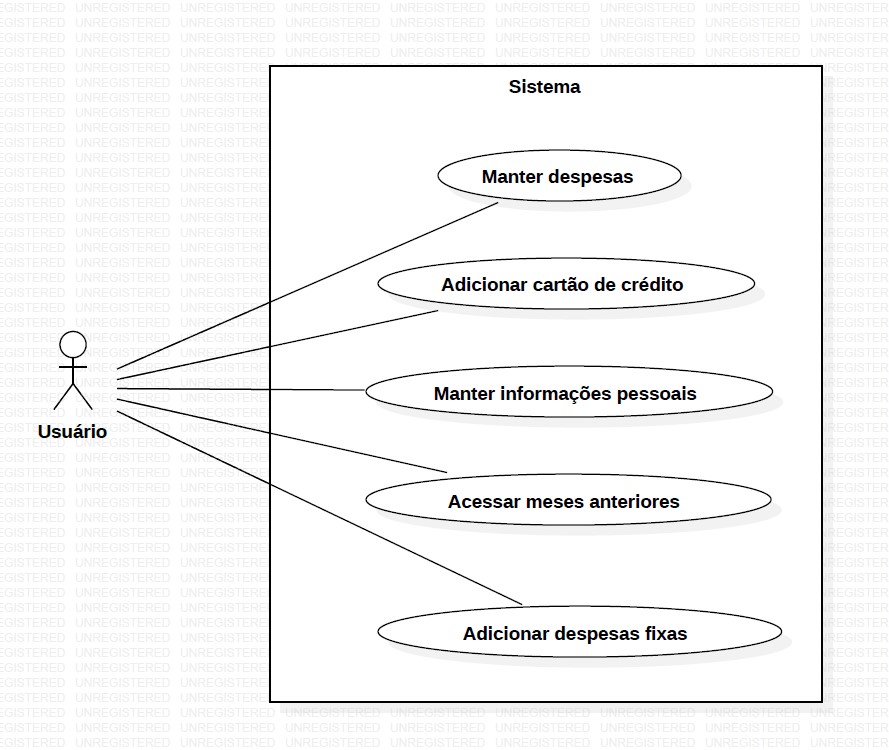 Sistema
Manter despesas
Adicionar cartão de crédito
Manter informações pessoais
Usuário
Acessar meses anteriores
Adicionar despesas fixas
UNREGISTERED